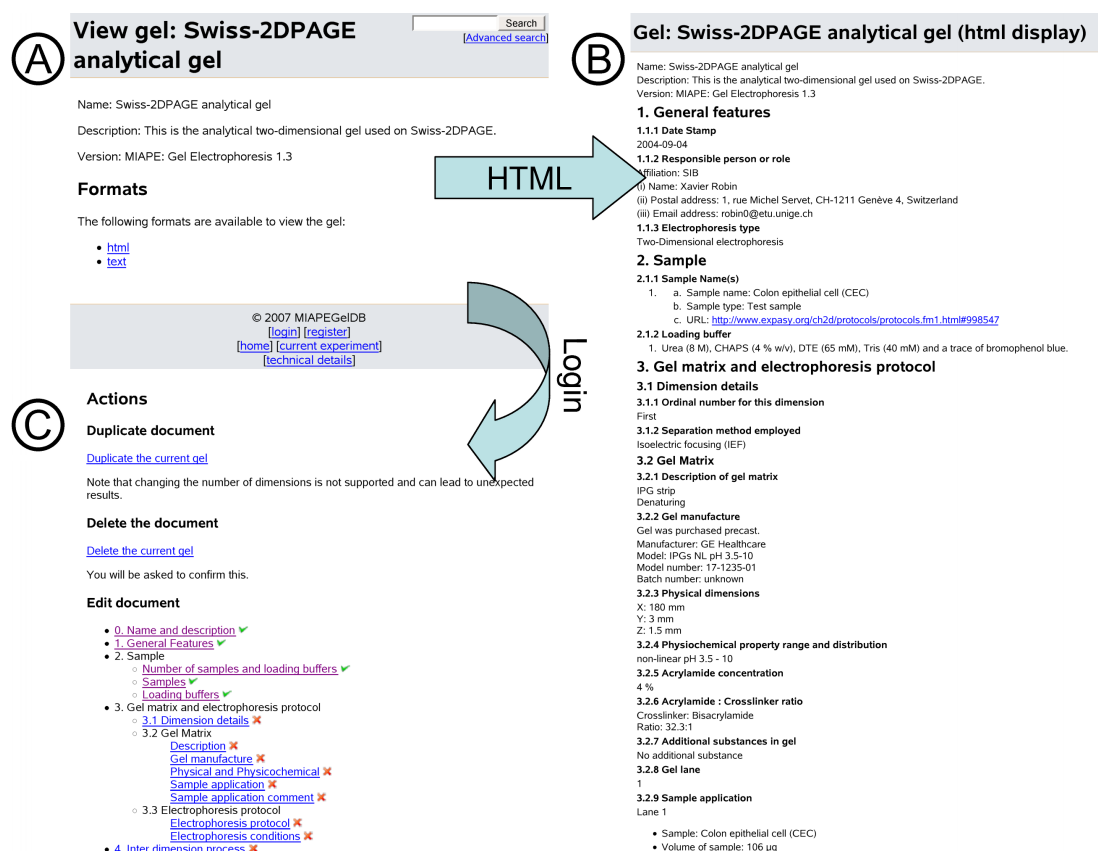 A
View gel: Swiss-2DPAGE
analytical gel
Search
[Advanced search]
Name: Swiss-2DPAGE analytical gel
Description: This is the analytical two-dimensional gel used on Swiss-2DPAGE.
Version: MIAPE: Gel Electrophoresis 1.3
Formats
The following formats are available to view the gel:
• html
• text
© 2007 MIAPEGelDB
[login] [register]
[home] [current experiment]
[technical details]
HTML
Login
B
Gel: Swiss-2DPAGE analytical gel (html display)
Name: Swiss-2DPAGE analytical gel
Description: This is the analytical two-dimensional gel used on Swiss-2DPAGE.
Version: MIAPE: Gel Electrophoresis 1.3
1. General features
1.1.1 Date Stamp
2004-09-04
1.1.2 Responsible person or role
Affiliation: SIB
(i) Name: Xavier Robin
(ii) Postal address: 1, rue Michel Servet, CH-1211 Genève 4, Switzerland
(iii) Email address: robin0@etu.unige.ch
1.1.3 Electrophoresis type
Two-Dimensional electrophoresis
2. Sample
2.1.1 Sample Name(s)
1. a. Sample name: Colon epithelial cell (CEC)
b. Sample type: Test sample
c. URL: http://www.expasy.org/ch2d/protocols/protocols.fm1.html#998547
2.1.2 Loading buffer
1. Urea (8 M), CHAPS (4 % w/v), DTE (65 mM), Tris (40 mM) and a trace of bromophenol blue.
3. Gel matrix and electrophoresis protocol
3.1 Dimension details
3.1.1 Ordinal number for this dimension
First
3.1.2 Separation method employed
Isoelectric focusing (IEF)
3.2 Gel Matrix
3.2.1 Description of gel matrix
IPG strip
Denaturing
3.2.2 Gel manufacture
Gel was purchased precast.
Manufacturer: GE Healthcare
Model: IPGs NL pH 3.5-10
Model number: 17-1235-01
Batch number: unknown
3.2.3 Physical dimensions
X: 180 mm
Y: 3 mm
Z: 1.5 mm
3.2.4 Physiochemical property range and distribution
non-linear pH 3.5 - 10
3.2.5 Acrylamide concentration
4 %
3.2.6 Acrylamide : Crosslinker ratio
Crosslinker: Bisacrylamide
Ratio: 32.3:1
3.2.7 Additional substances in gel
No additional substance
3.2.8 Gel lane
1
3.2.9 Sample application
Lane 1
• Sample: Colon epithelial cell (CEC)
• Volume of sample: 106 µg
C
Actions
Duplicate document
Duplicate the current gel
Note that changing the number of dimensions is not supported and can lead to unexpected
results.
Delete the document
Delete the current gel
You will be asked to confirm this.
Edit document
• 0. Name and description
• 1. General Features
• 2. Sample
○ Number of samples and loading buffers
○ Samples
○ Loading buffers
• 3. Gel matrix and electrophoresis protocol
○ 3.1 Dimension details
○ 3.2 Gel Matrix
Description
Gel manufacture
Physical and Physicochemical
Sample application
Sample application comment
○ 3.3 Electrophoresis protocol
Electrophoresis protocol
Electrophoresis conditions
• 4. Inter dimension process